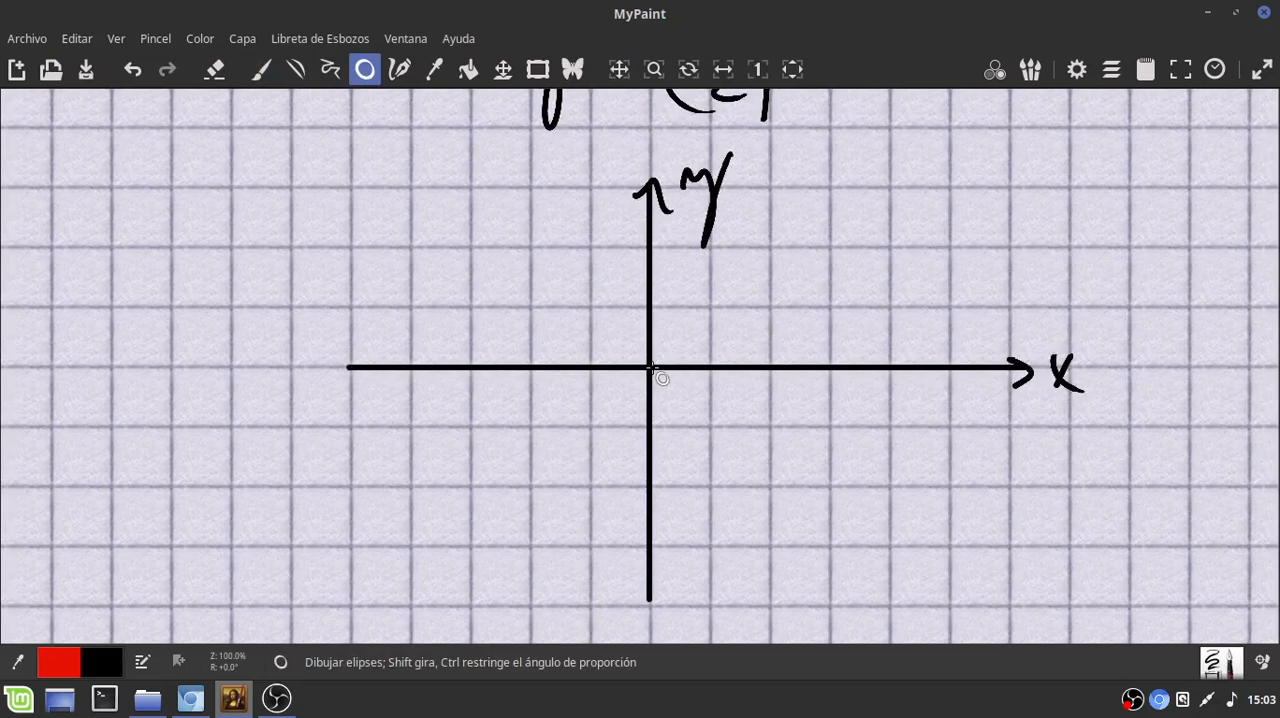 MyPaint
Archivo Editar Ver Pincel Color Capa Libreta de Esbozos Ventana Ayuda
1
y
x
Z: 100.0%
R: +0.0°
Dibujar elipses; Shift gira, Ctrl restringe el ángulo de proporción
15:03